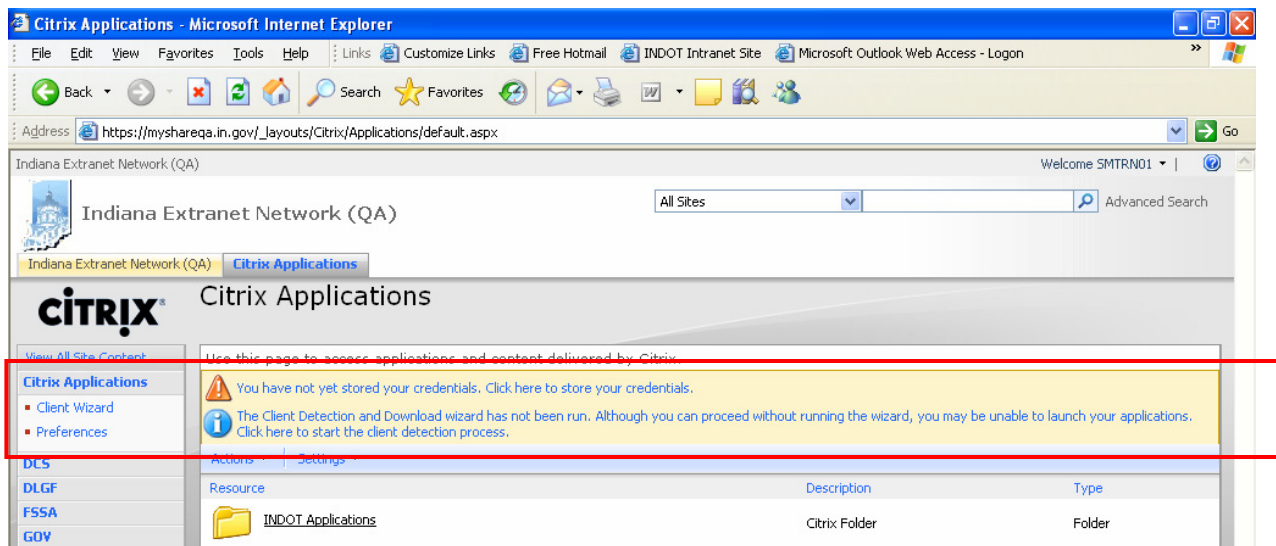 Citrix Applications - Microsoft Internet Explorer
File Edit View Favorites Tools Help Links Customize Links Free Hotmail INDOT Intranet Site Microsoft Outlook Web Access - Logon »
Back Search Favorites
Address https://myshareqa.in.gov/_layouts/Citrix/Applications/default.aspx Go
Indiana Extranet Network (QA) Welcome SMTRN01 |
Indiana Extranet Network (QA) All Sites Advanced Search
Indiana Extranet Network (QA) Citrix Applications
CITRIX® Citrix Applications
View All Site Content Use this page to access applications and content delivered by Citrix.
Citrix Applications You have not yet stored your credentials. Click here to store your credentials.
Client Wizard The Client Detection and Download wizard has not been run. Although you can proceed without running the wizard, you may be unable to launch your applications.
Preferences Click here to start the client detection process.
DCS Actions Settings
DLGF Resource Description Type
FSSA INDOT Applications Citrix Folder Folder
GOV